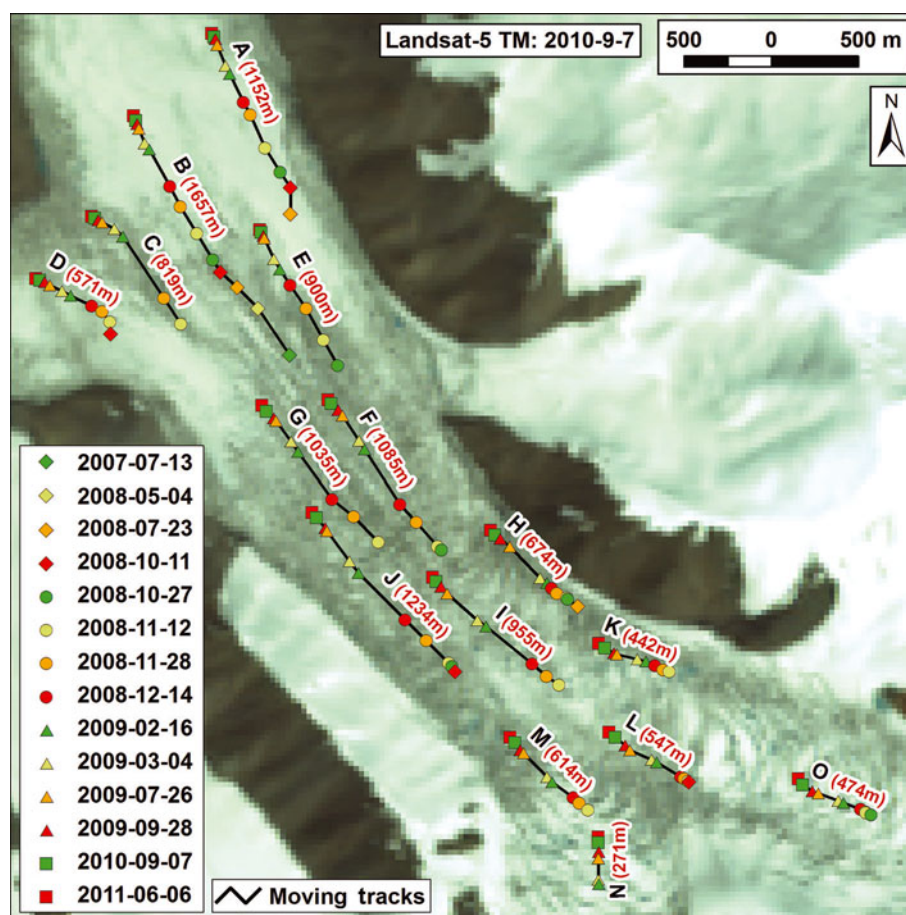 Landsat-5 TM: 2010-9-7
500 0 500 m
N
A (1152m)
B (1657m)
C (819m)
D (571m)
E (900m)
F (1085m)
G (1035m)
H (674m)
I (955m)
J (1234m)
K (442m)
L (547m)
M (614m)
O (474m)
N (271m)
2007-07-13
2008-05-04
2008-07-23
2008-10-11
2008-10-27
2008-11-12
2008-11-28
2008-12-14
2009-02-16
2009-03-04
2009-07-26
2009-09-28
2010-09-07
2011-06-06
Moving tracks